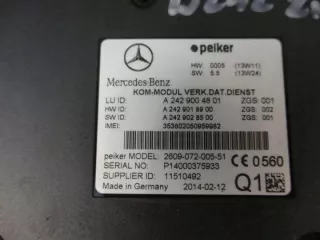 peiker
HW 0005 (13W11)
SW 5.5 (13W24)
Mercedes-Benz
KOM-MODUL VERK.DAT.DIENST
LU ID: A 242 900 48 01 ZGS: 001
HW ID: A 242 901 89 00 ZGS: 002
SW ID: A 242 902 85 00 ZGS: 001
IMEI: 353602050959982
peiker MODEL: 2609-072-005-51
SERIAL NO: P14000375933
SUPPLIER ID: 11510492
Made in Germany 2014-02-12
CE 0560
Q1